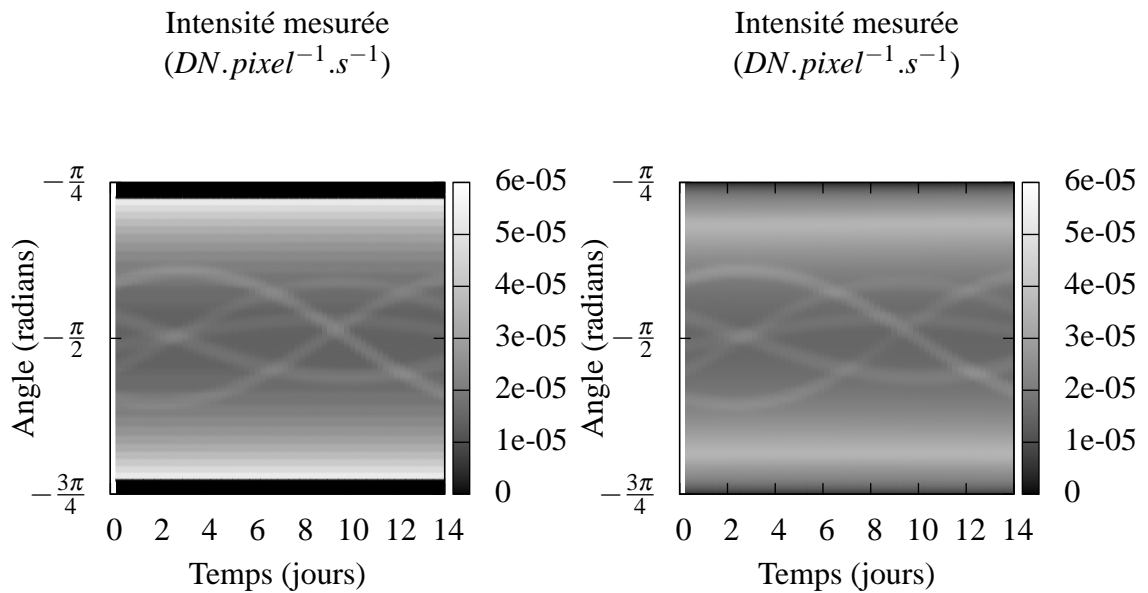 Intensité mesurée
(DN.pixel⁻¹.s⁻¹)
−π/4
−π/2
−3π/4
Angle (radians)
0 2 4 6 8 10 12 14
Temps (jours)
6e-05
5e-05
4e-05
3e-05
2e-05
1e-05
0
Intensité mesurée
(DN.pixel⁻¹.s⁻¹)
−π/4
−π/2
−3π/4
Angle (radians)
0 2 4 6 8 10 12 14
Temps (jours)
6e-05
5e-05
4e-05
3e-05
2e-05
1e-05
0